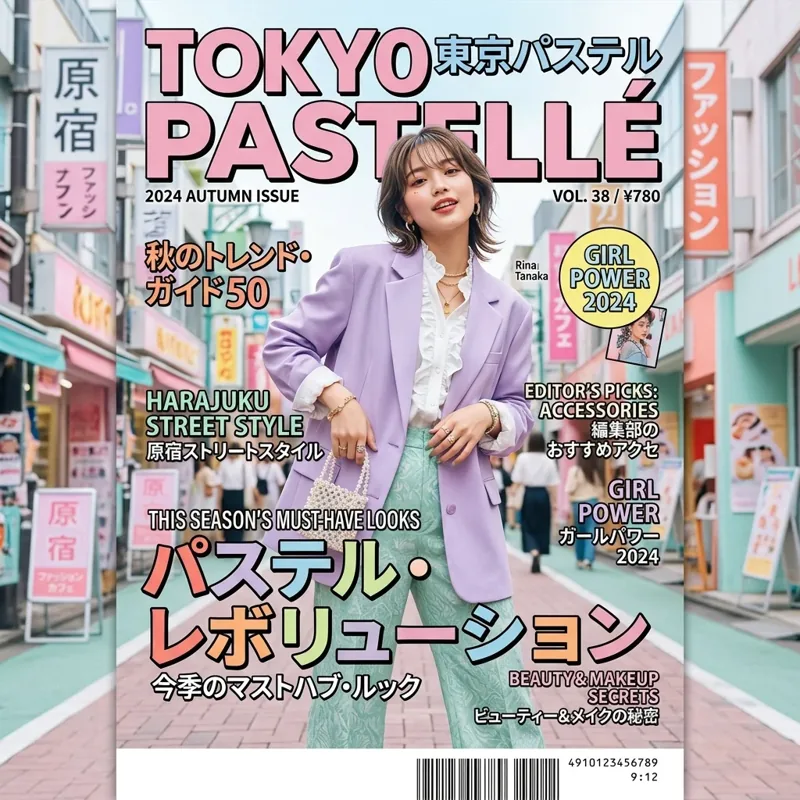 TOKYO
東京パステル
PASTELLÉ
2024 AUTUMN ISSUE
VOL. 38 / ¥780
秋のトレンド・
ガイド50
Rina
Tanaka
GIRL
POWER
2024
HARAJUKU
STREET STYLE
原宿ストリートスタイル
EDITOR'S PICKS:
ACCESSORIES
編集部の
おすすめアクセ
GIRL
POWER
ガールパワー
2024
THIS SEASON'S MUST-HAVE LOOKS
パステル・
レボリューション
今季のマストハブ・ルック
BEAUTY & MAKEUP
SECRETS
ビューティー&メイクの秘密
4910123456789
9:12
原宿
ファッション
原宿
ファッション
カフェ
カフェ